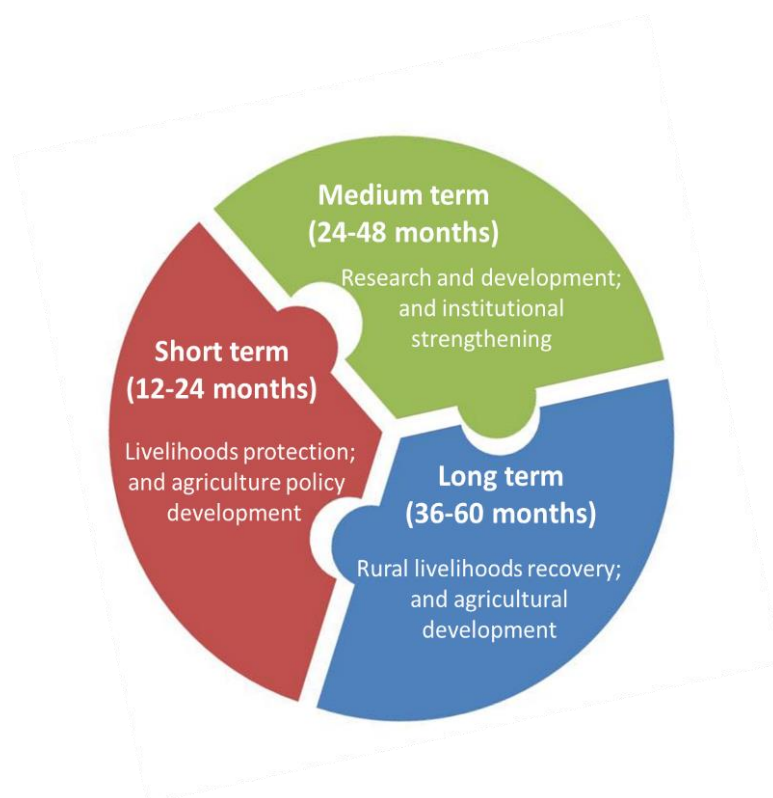 Medium term
(24-48 months)
Research and development;
and institutional
strengthening
Short term
(12-24 months)
Livelihoods protection;
and agriculture policy
development
Long term
(36-60 months)
Rural livelihoods recovery;
and agricultural
development